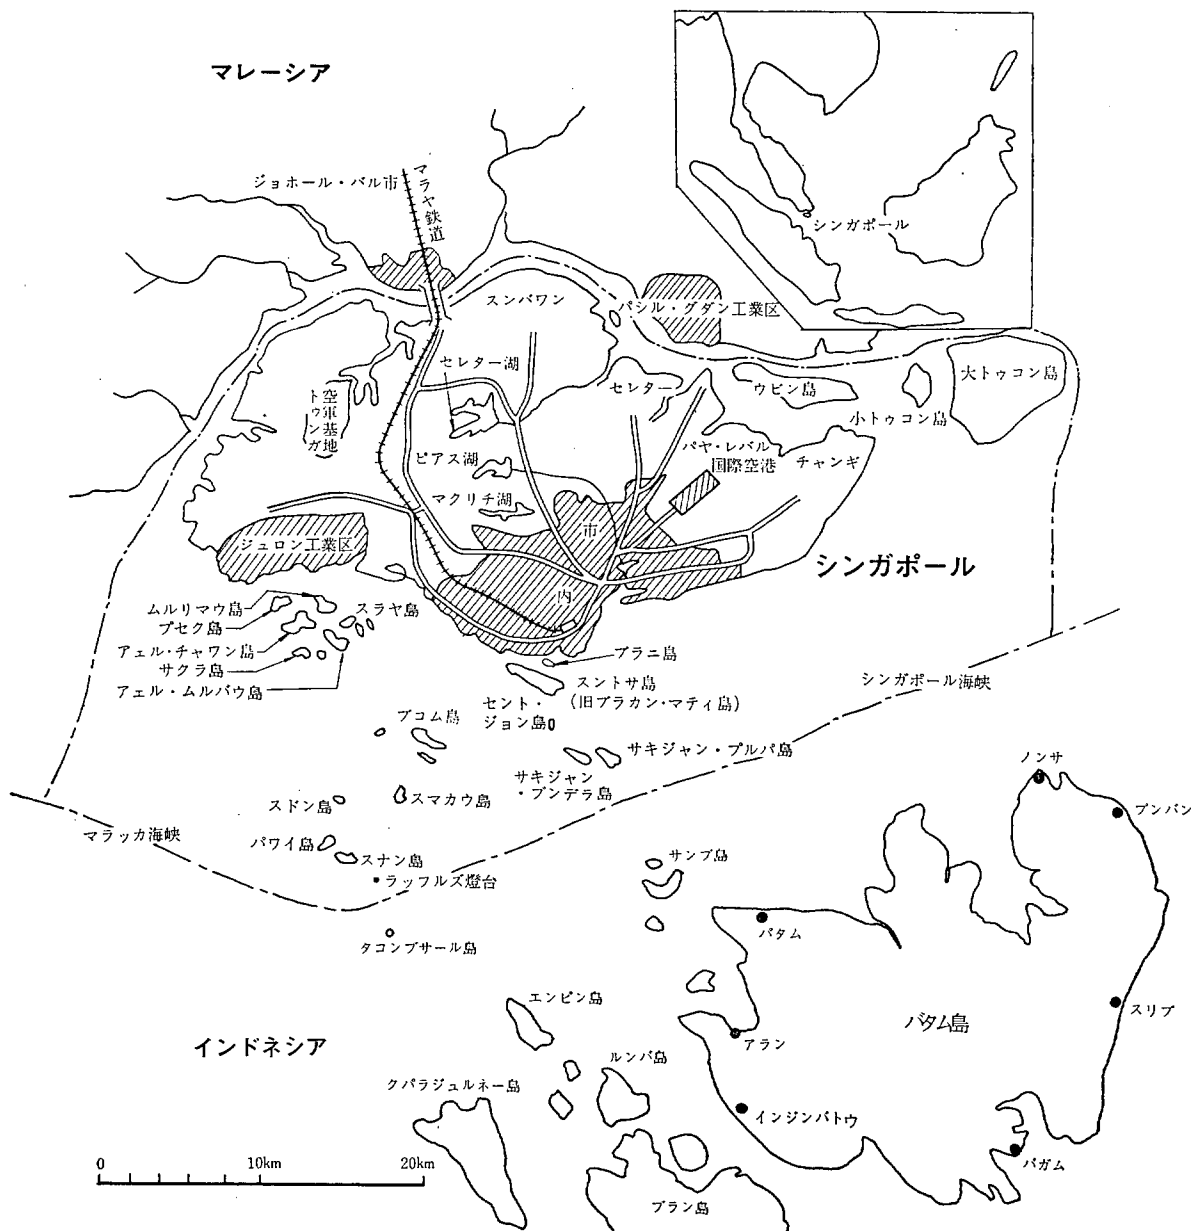 マレーシア
ジョホール・バル市
マラヤ鉄道
シンガポール
スンバワン
パシル・グダン工業区
セレター湖
セレター
ウビン島
大トゥコン島
小トゥコン島
空軍基地
トゥンガ
ピアス湖
パヤ・レバル
国際空港
チャンギ
マクリチ湖
市
内
ジュロン工業区
シンガポール
ムルリマウ島
スラヤ島
プセク島
アェル・チャワン島
サクラ島
アェル・ムルバウ島
ブラニ島
スントサ島
(旧ブラカン・マティ島)
シンガポール海峡
セント・
ジョン島
ブコム島
サキジャン・プルパ島
サキジャン
・ブンデラ島
ノンサ
スドン島
スマカウ島
ブンバン
マラッカ海峡
パワイ島
スナン島
サンブ島
ラッフルズ燈台
バタム
タコンブサール島
エンピン島
スリブ
バタム島
インドネシア
アラン
ルンバ島
クパラジュルネー島
インジンバトウ
バガム
0 10km 20km
ブラン島